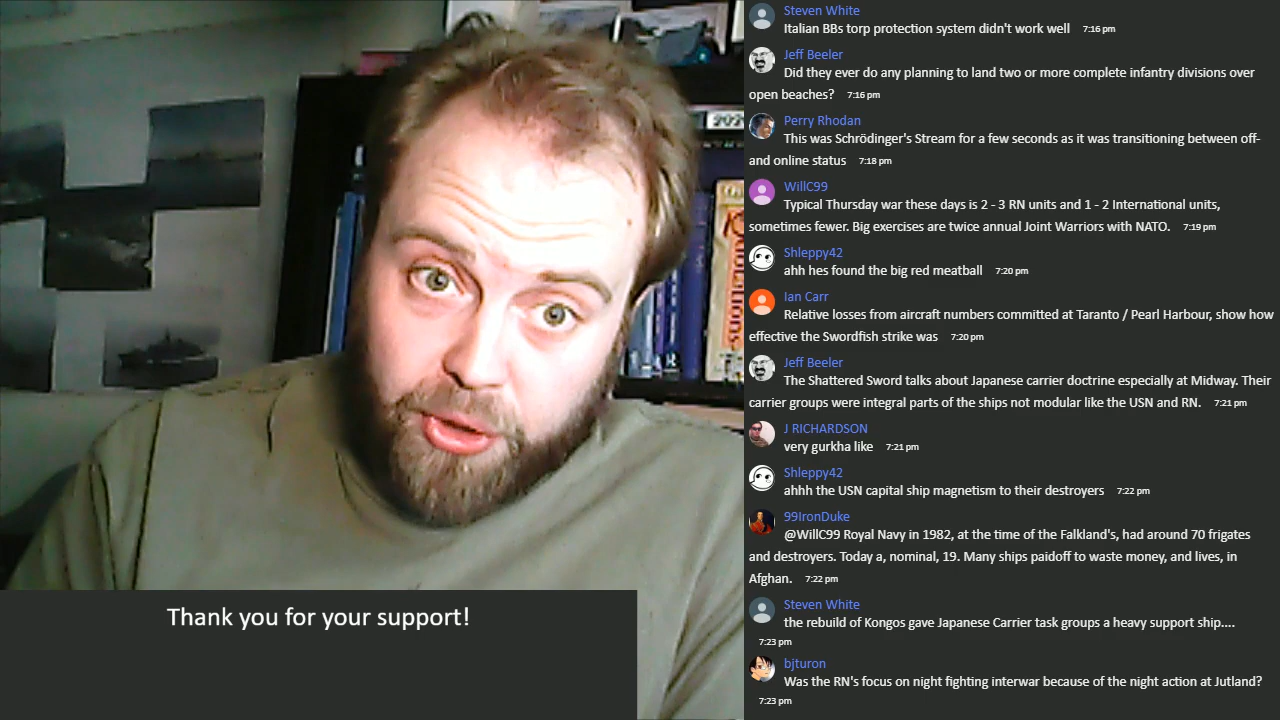 Steven White
Italian BBs torp protection system didn't work well 7:16 pm
Jeff Beeler
Did they ever do any planning to land two or more complete infantry divisions over
open beaches? 7:16 pm
Perry Rhodan
This was Schrödinger's Stream for a few seconds as it was transitioning between off-
and online status 7:18 pm
WillC99
Typical Thursday war these days is 2 - 3 RN units and 1 - 2 International units,
sometimes fewer. Big exercises are twice annual Joint Warriors with NATO. 7:19 pm
Shleppy42
ahh hes found the big red meatball 7:20 pm
Ian Carr
Relative losses from aircraft numbers committed at Taranto / Pearl Harbour, show how
effective the Swordfish strike was 7:20 pm
Jeff Beeler
The Shattered Sword talks about Japanese carrier doctrine especially at Midway. Their
carrier groups were integral parts of the ships not modular like the USN and RN. 7:21 pm
J RICHARDSON
very gurkha like 7:21 pm
Shleppy42
ahhh the USN capital ship magnetism to their destroyers 7:22 pm
99IronDuke
@WillC99 Royal Navy in 1982, at the time of the Falkland's, had around 70 frigates
and destroyers. Today a, nominal, 19. Many ships paidoff to waste money, and lives, in
Afghan. 7:22 pm
Steven White
the rebuild of Kongos gave Japanese Carrier task groups a heavy support ship....
7:23 pm
bjturon
Was the RN's focus on night fighting interwar because of the night action at Jutland?
7:23 pm
Thank you for your support!